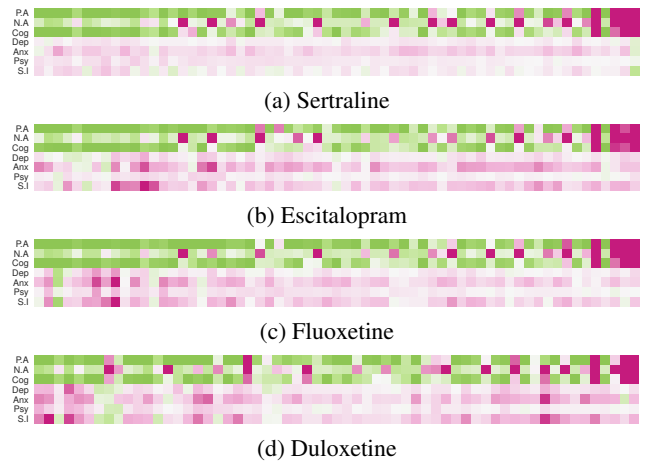 P.A
N.A
Cog
Dep
Anx
Psy
S.I
(a) Sertraline
P.A
N.A
Cog
Dep
Anx
Psy
S.I
(b) Escitalopram
P.A
N.A
Cog
Dep
Anx
Psy
S.I
(c) Fluoxetine
P.A
N.A
Cog
Dep
Anx
Psy
S.I
(d) Duloxetine